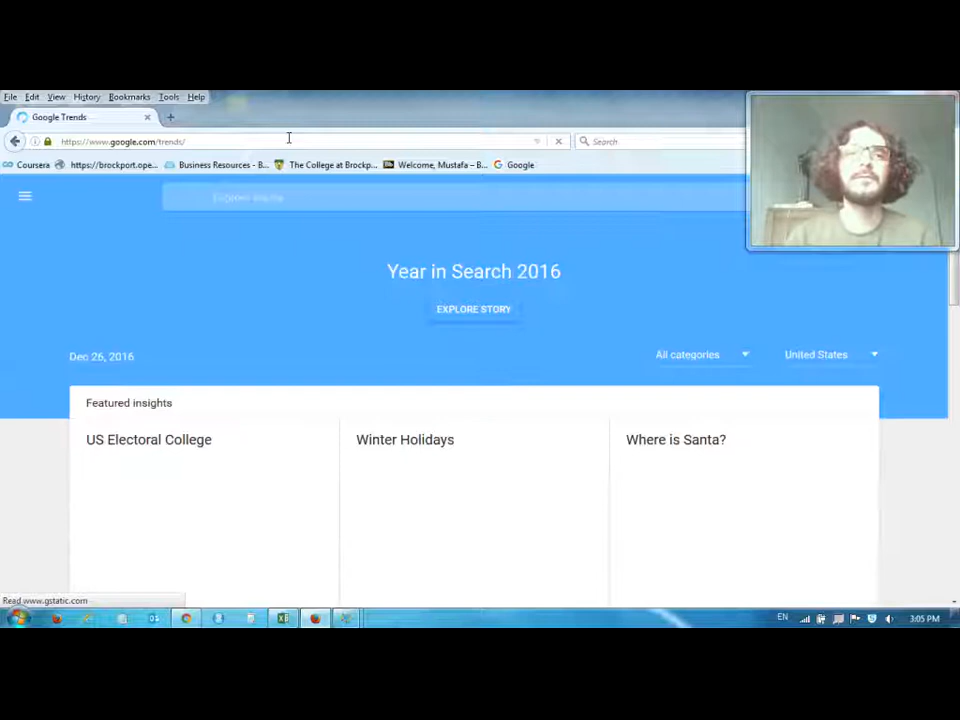 File Edit View History Bookmarks Tools Help
Google Trends
https://www.google.com/trends/
Search
Coursera https://brockport.ope... Business Resources - B... The College at Brockp... Welcome, Mustafa – B... Google
Year in Search 2016
EXPLORE STORY
Dec 26, 2016
All categories United States
Featured insights
US Electoral College Winter Holidays Where is Santa?
Read www.gstatic.com
EN 3:05 PM